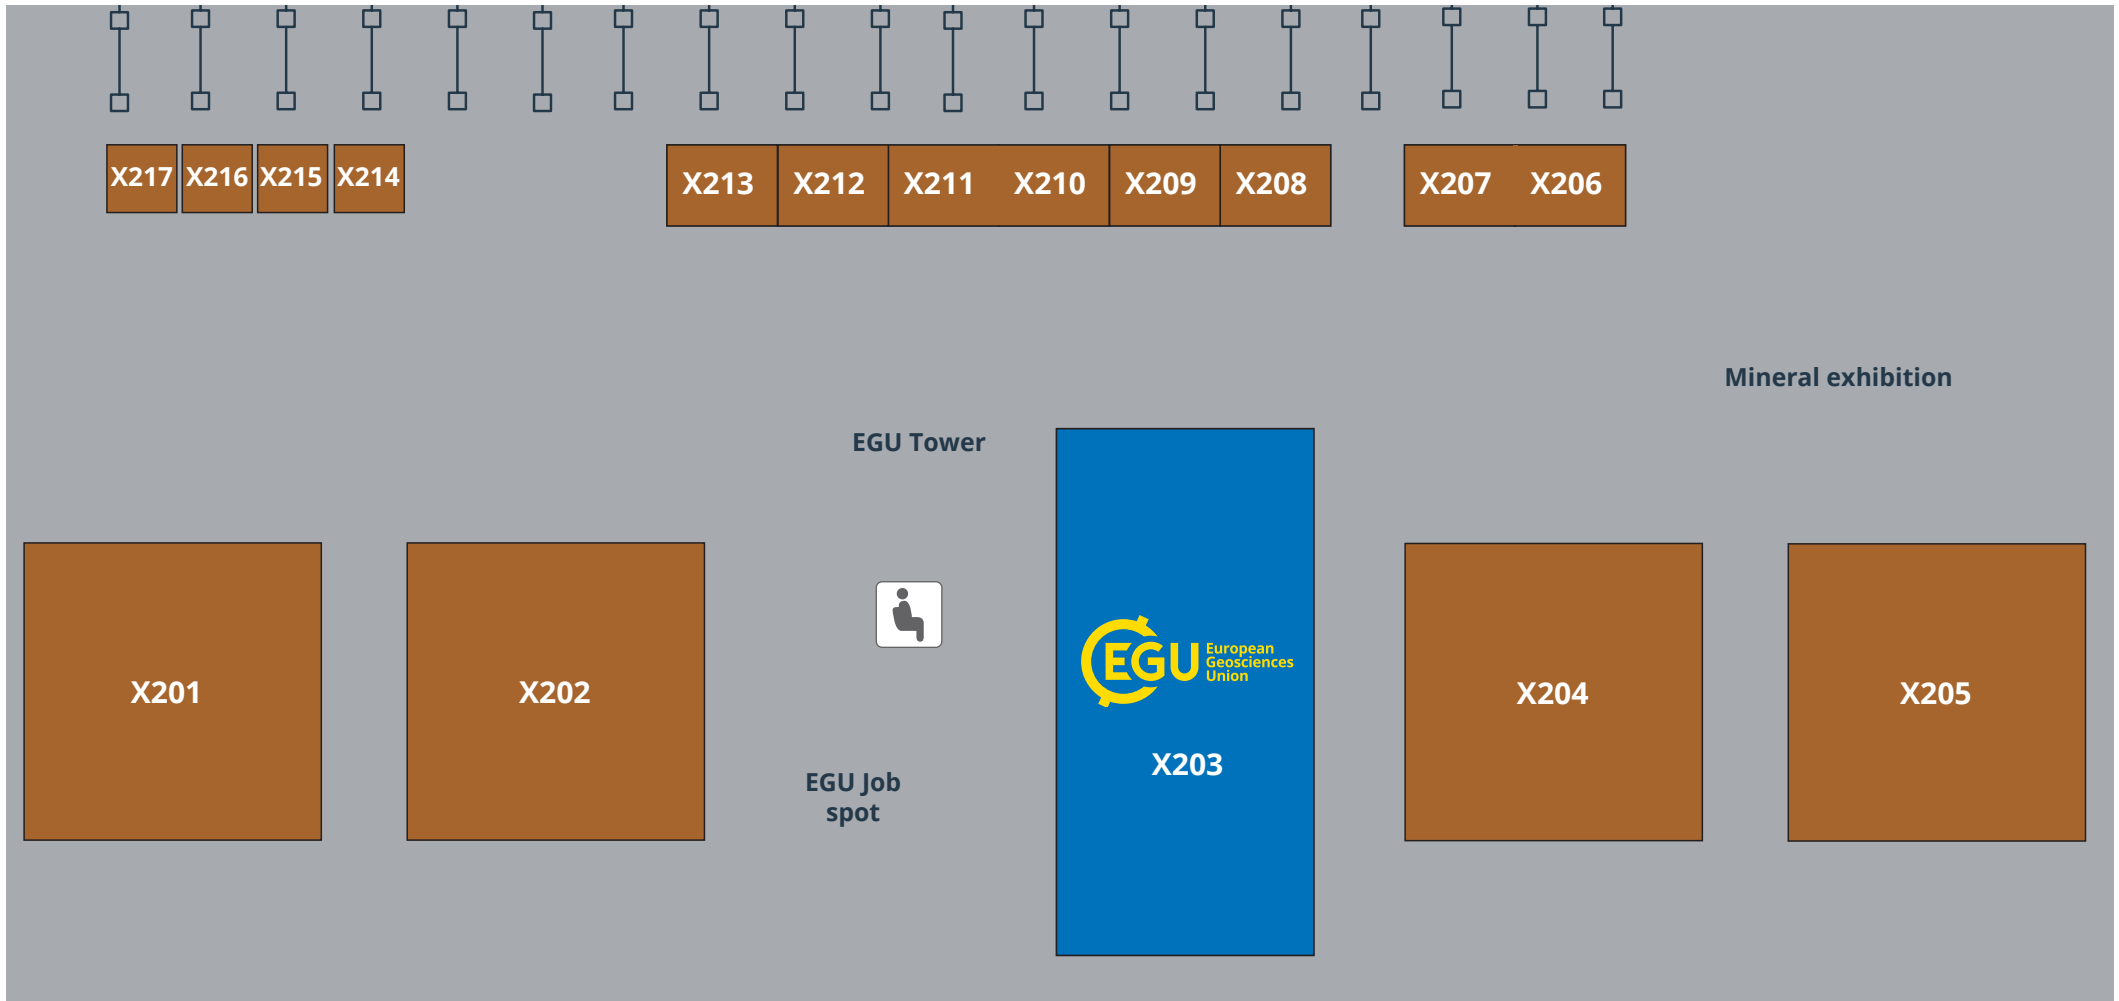 X217 X216 X215 X214
X213 X212 X211 X210 X209 X208
X207 X206
Mineral exhibition
EGU Tower
X201
X202
EGU Job
spot
EGU
European
Geosciences
Union
X203
X204
X205